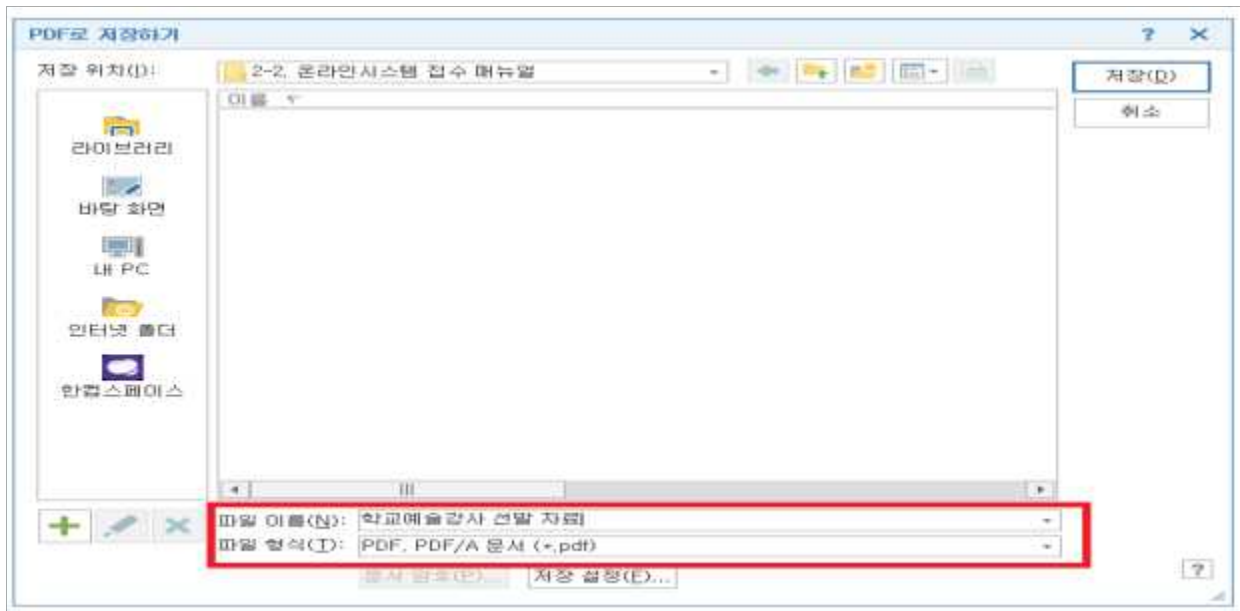 PDF로 저장하기
저장 위치(I):
2-2. 온라인시스템 접수 매뉴얼
저장(D)
취소
이름
라이브러리
바탕 화면
내 PC
인터넷 폴더
한컴스페이스
파일 이름(N): 학교예술강사 선발 자료
파일 형식(T): PDF, PDF/A 문서 (*.pdf)
문서 암호(P)...
저장 설정(E)...